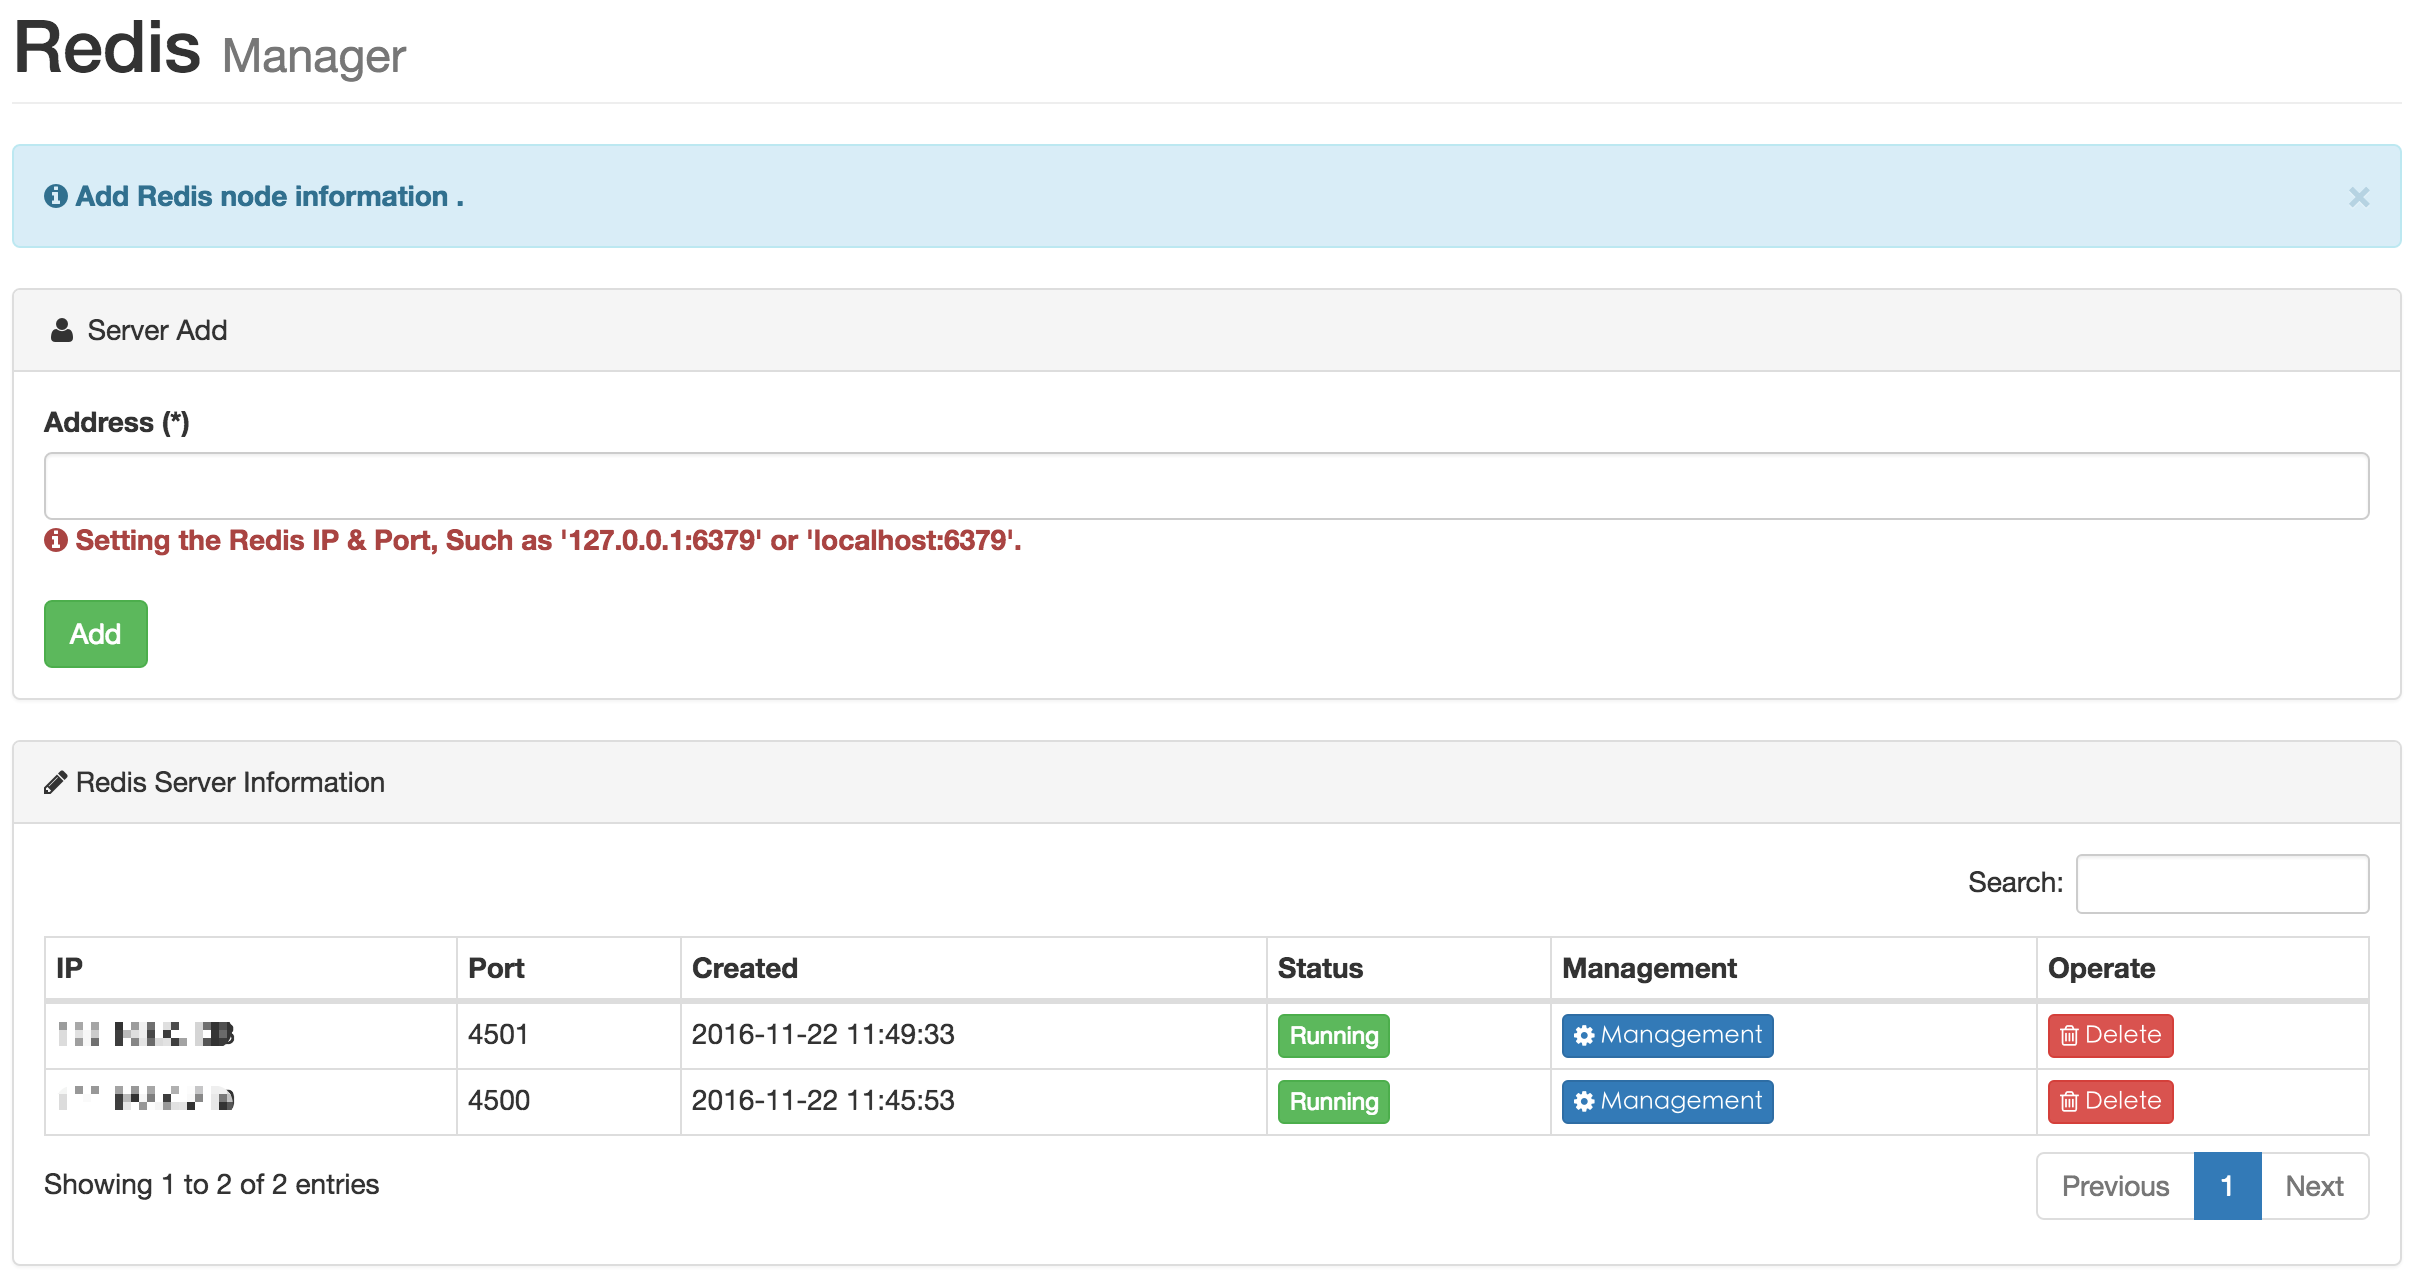 Redis Manager
Add Redis node information .
×
Server Add
Address (*)
Setting the Redis IP & Port, Such as '127.0.0.1:6379' or 'localhost:6379'.
Add
Redis Server Information
Search:
IP Port Created Status Management Operate
4501 2016-11-22 11:49:33 Running Management Delete
4500 2016-11-22 11:45:53 Running Management Delete
Showing 1 to 2 of 2 entries
Previous 1 Next